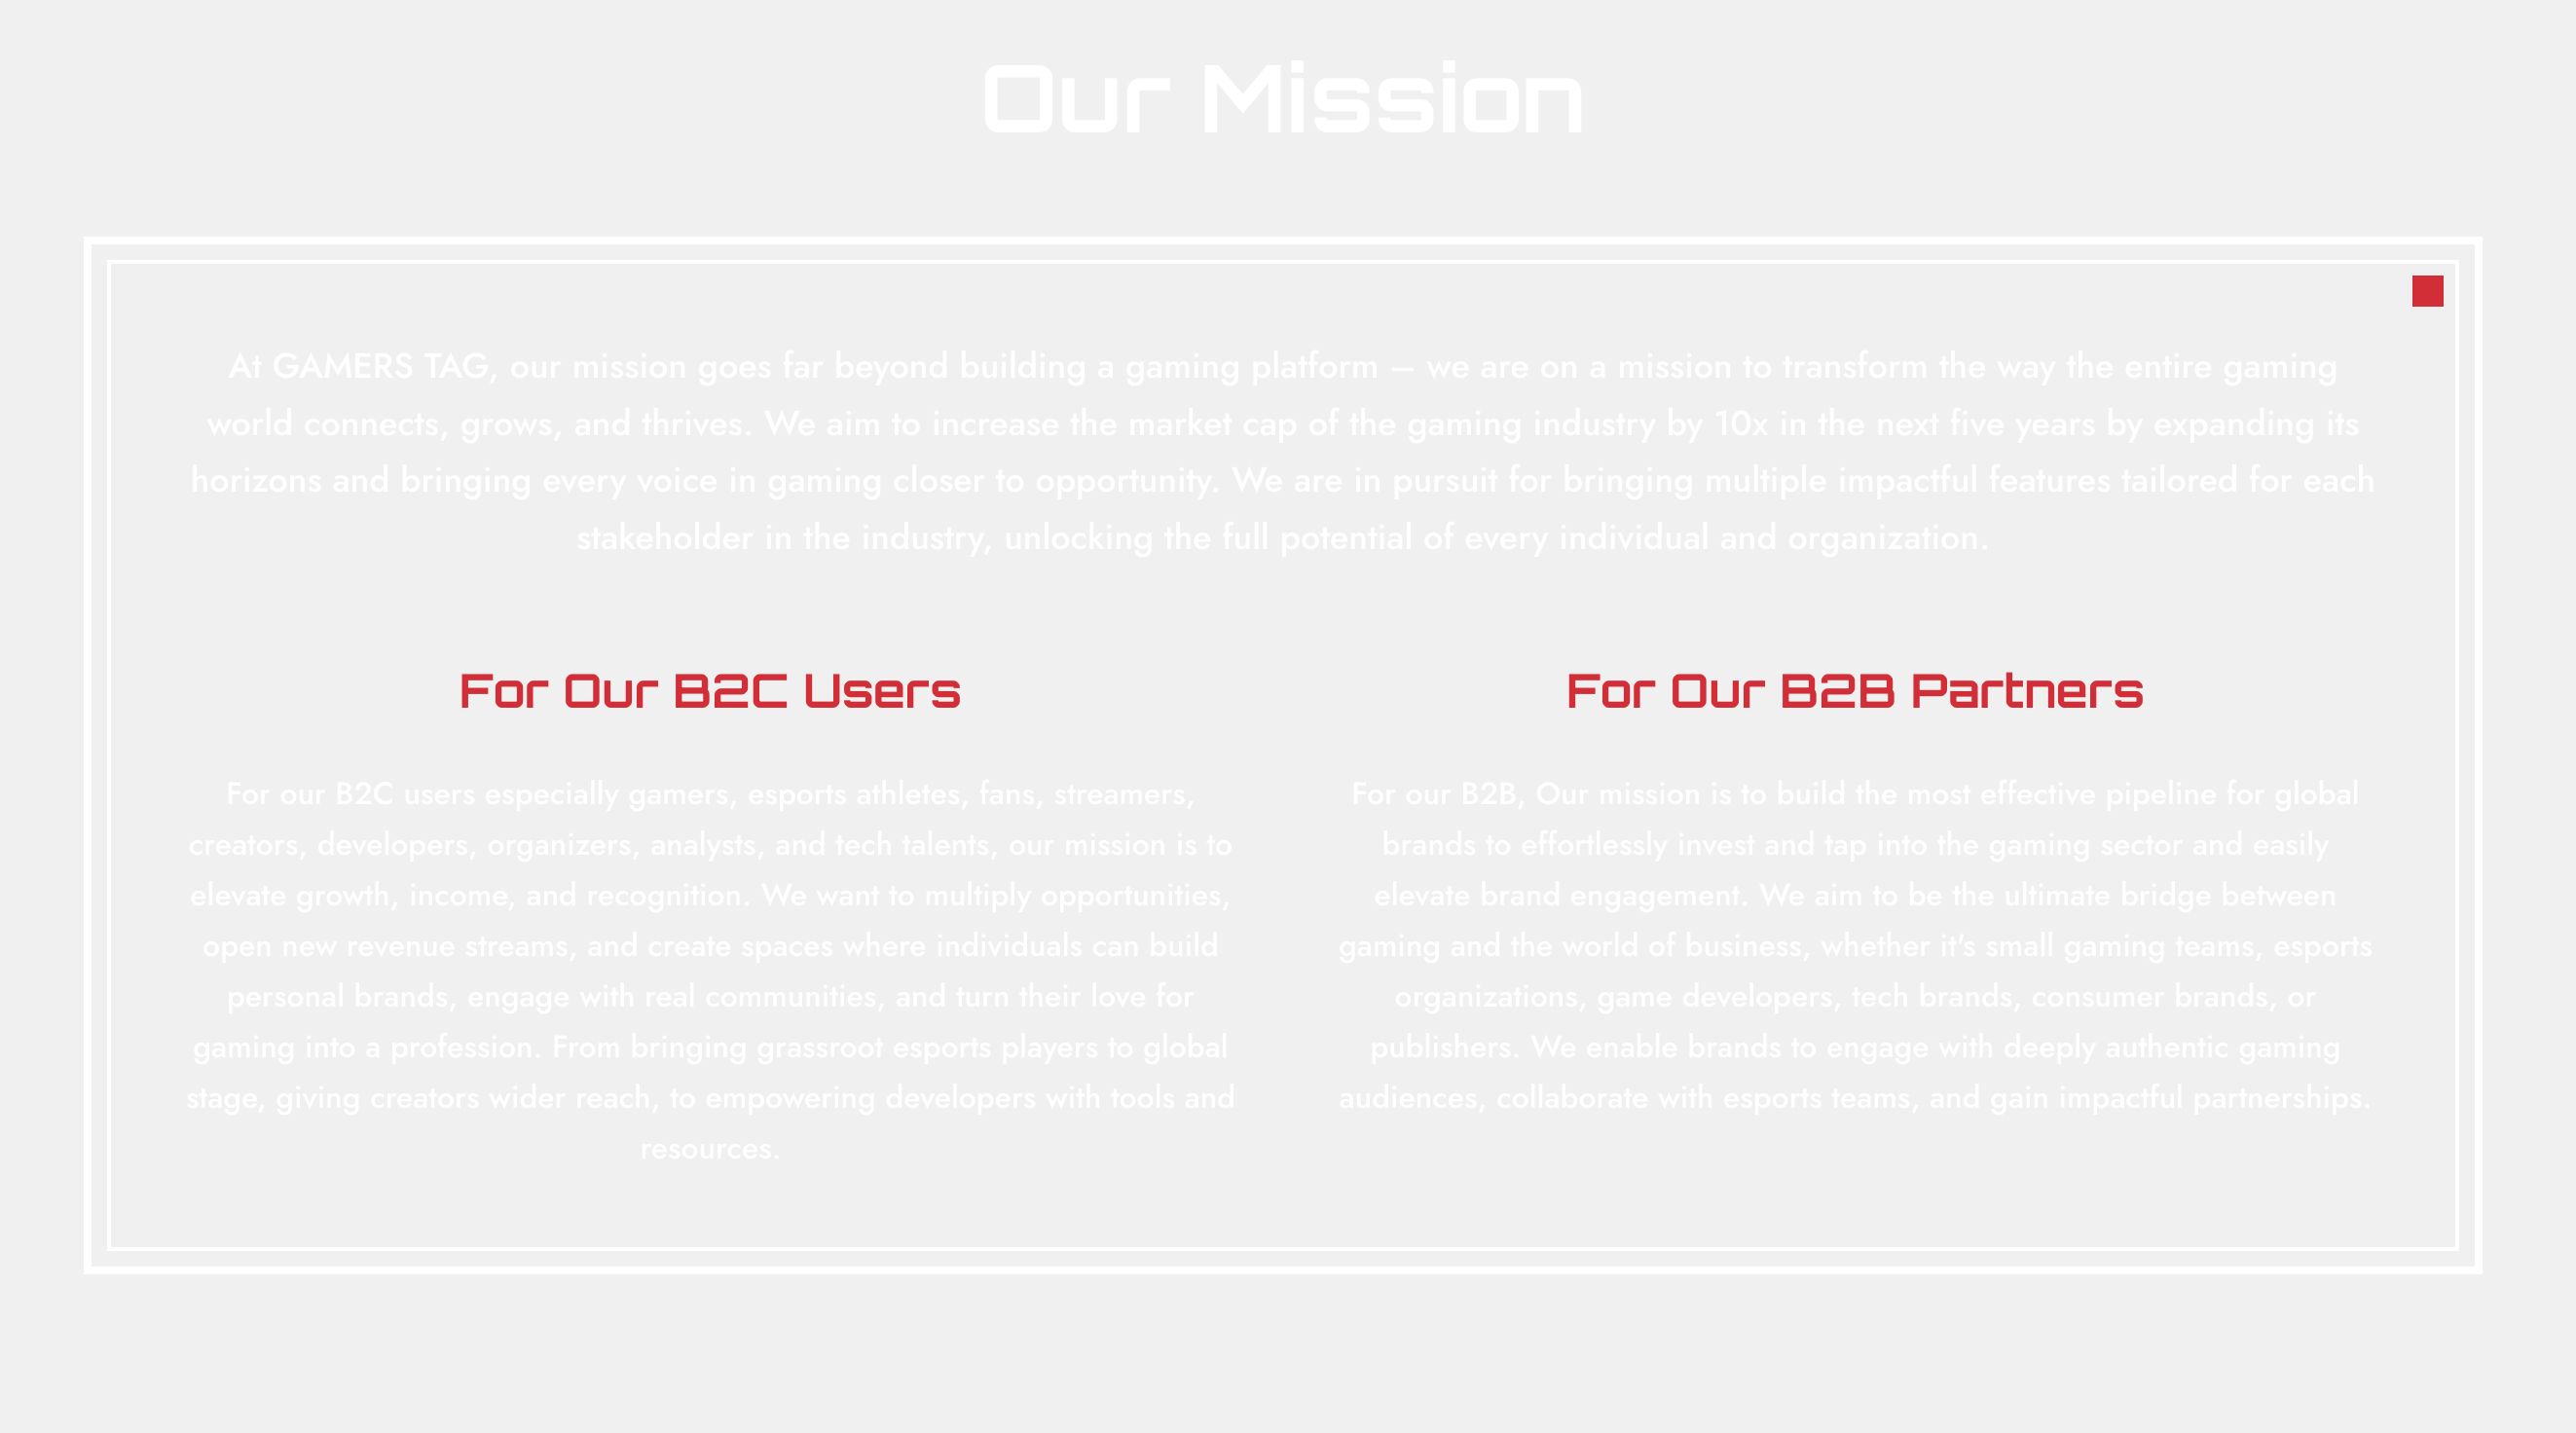 Our Mission
At GAMERS TAG, our mission goes far beyond building a gaming platform — we are on a mission to transform the way the entire gaming
world connects, grows, and thrives. We aim to increase the market cap of the gaming industry by 10x in the next five years by expanding its
horizons and bringing every voice in gaming closer to opportunity. We are in pursuit for bringing multiple impactful features tailored for each
stakeholder in the industry, unlocking the full potential of every individual and organization.
For Our B2C Users
For our B2C users especially gamers, esports athletes, fans, streamers,
creators, developers, organizers, analysts, and tech talents, our mission is to
elevate growth, income, and recognition. We want to multiply opportunities,
open new revenue streams, and create spaces where individuals can build
personal brands, engage with real communities, and turn their love for
gaming into a profession. From bringing grassroot esports players to global
stage, giving creators wider reach, to empowering developers with tools and
resources.
For Our B2B Partners
For our B2B, Our mission is to build the most effective pipeline for global
brands to effortlessly invest and tap into the gaming sector and easily
elevate brand engagement. We aim to be the ultimate bridge between
gaming and the world of business, whether it's small gaming teams, esports
organizations, game developers, tech brands, consumer brands, or
publishers. We enable brands to engage with deeply authentic gaming
audiences, collaborate with esports teams, and gain impactful partnerships.